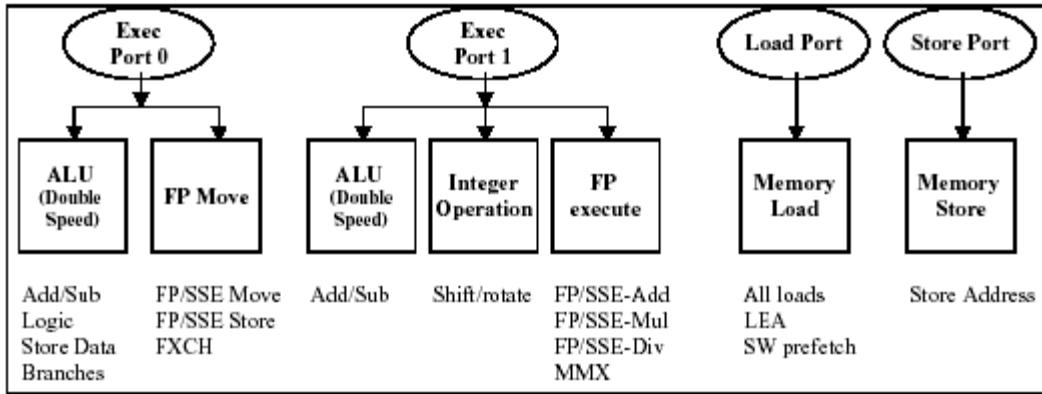 Exec
Port 0
Exec
Port 1
Load Port
Store Port
ALU
(Double
Speed)
FP Move
ALU
(Double
Speed)
Integer
Operation
FP
execute
Memory
Load
Memory
Store
Add/Sub
Logic
Store Data
Branches
FP/SSE Move
FP/SSE Store
FXCH
Add/Sub
Shift/rotate
FP/SSE-Add
FP/SSE-Mul
FP/SSE-Div
MMX
All loads
LEA
SW prefetch
Store Address